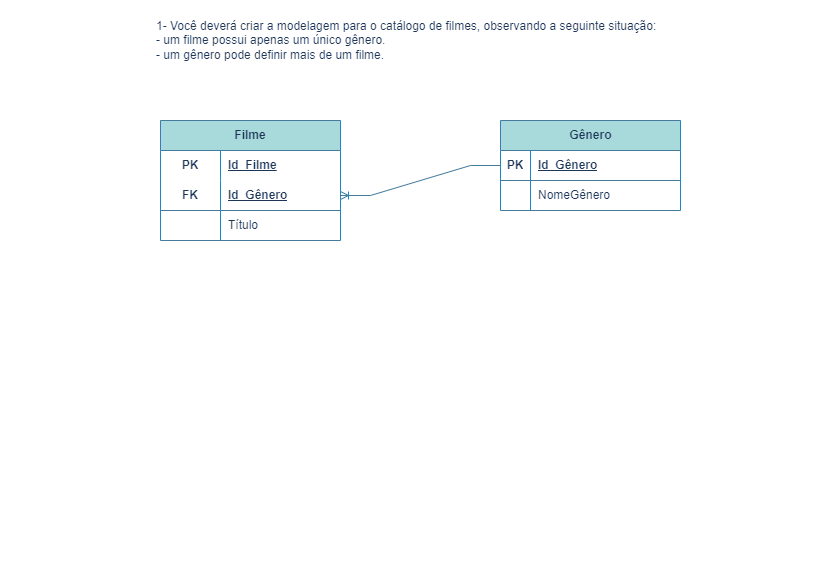 1- Você deverá criar a modelagem para o catálogo de filmes, observando a seguinte situação:
- um filme possui apenas um único gênero.
- um gênero pode definir mais de um filme.
Filme
PK Id_Filme
FK Id_Gênero
Título
Gênero
PK Id_Gênero
NomeGênero